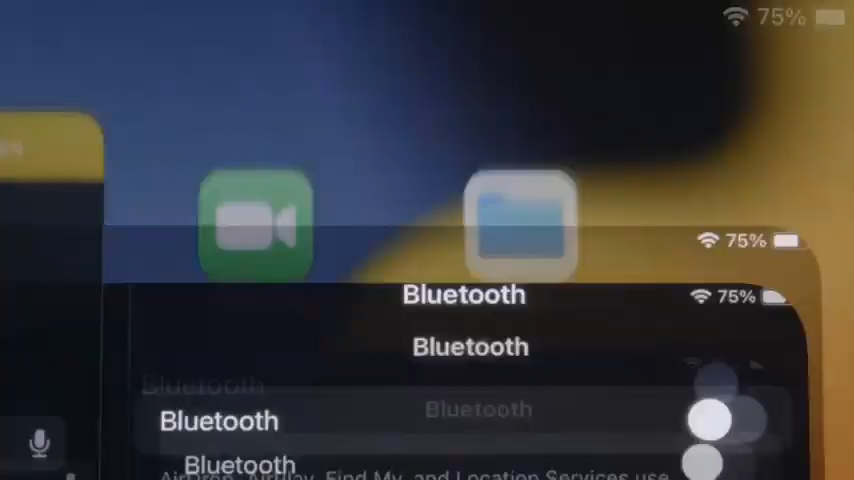 75%
75%
Bluetooth
75%
Bluetooth
Bluetooth
Bluetooth
Bluetooth
Bluetooth
AirDrop, AirPlay, Find My, and Location Services use